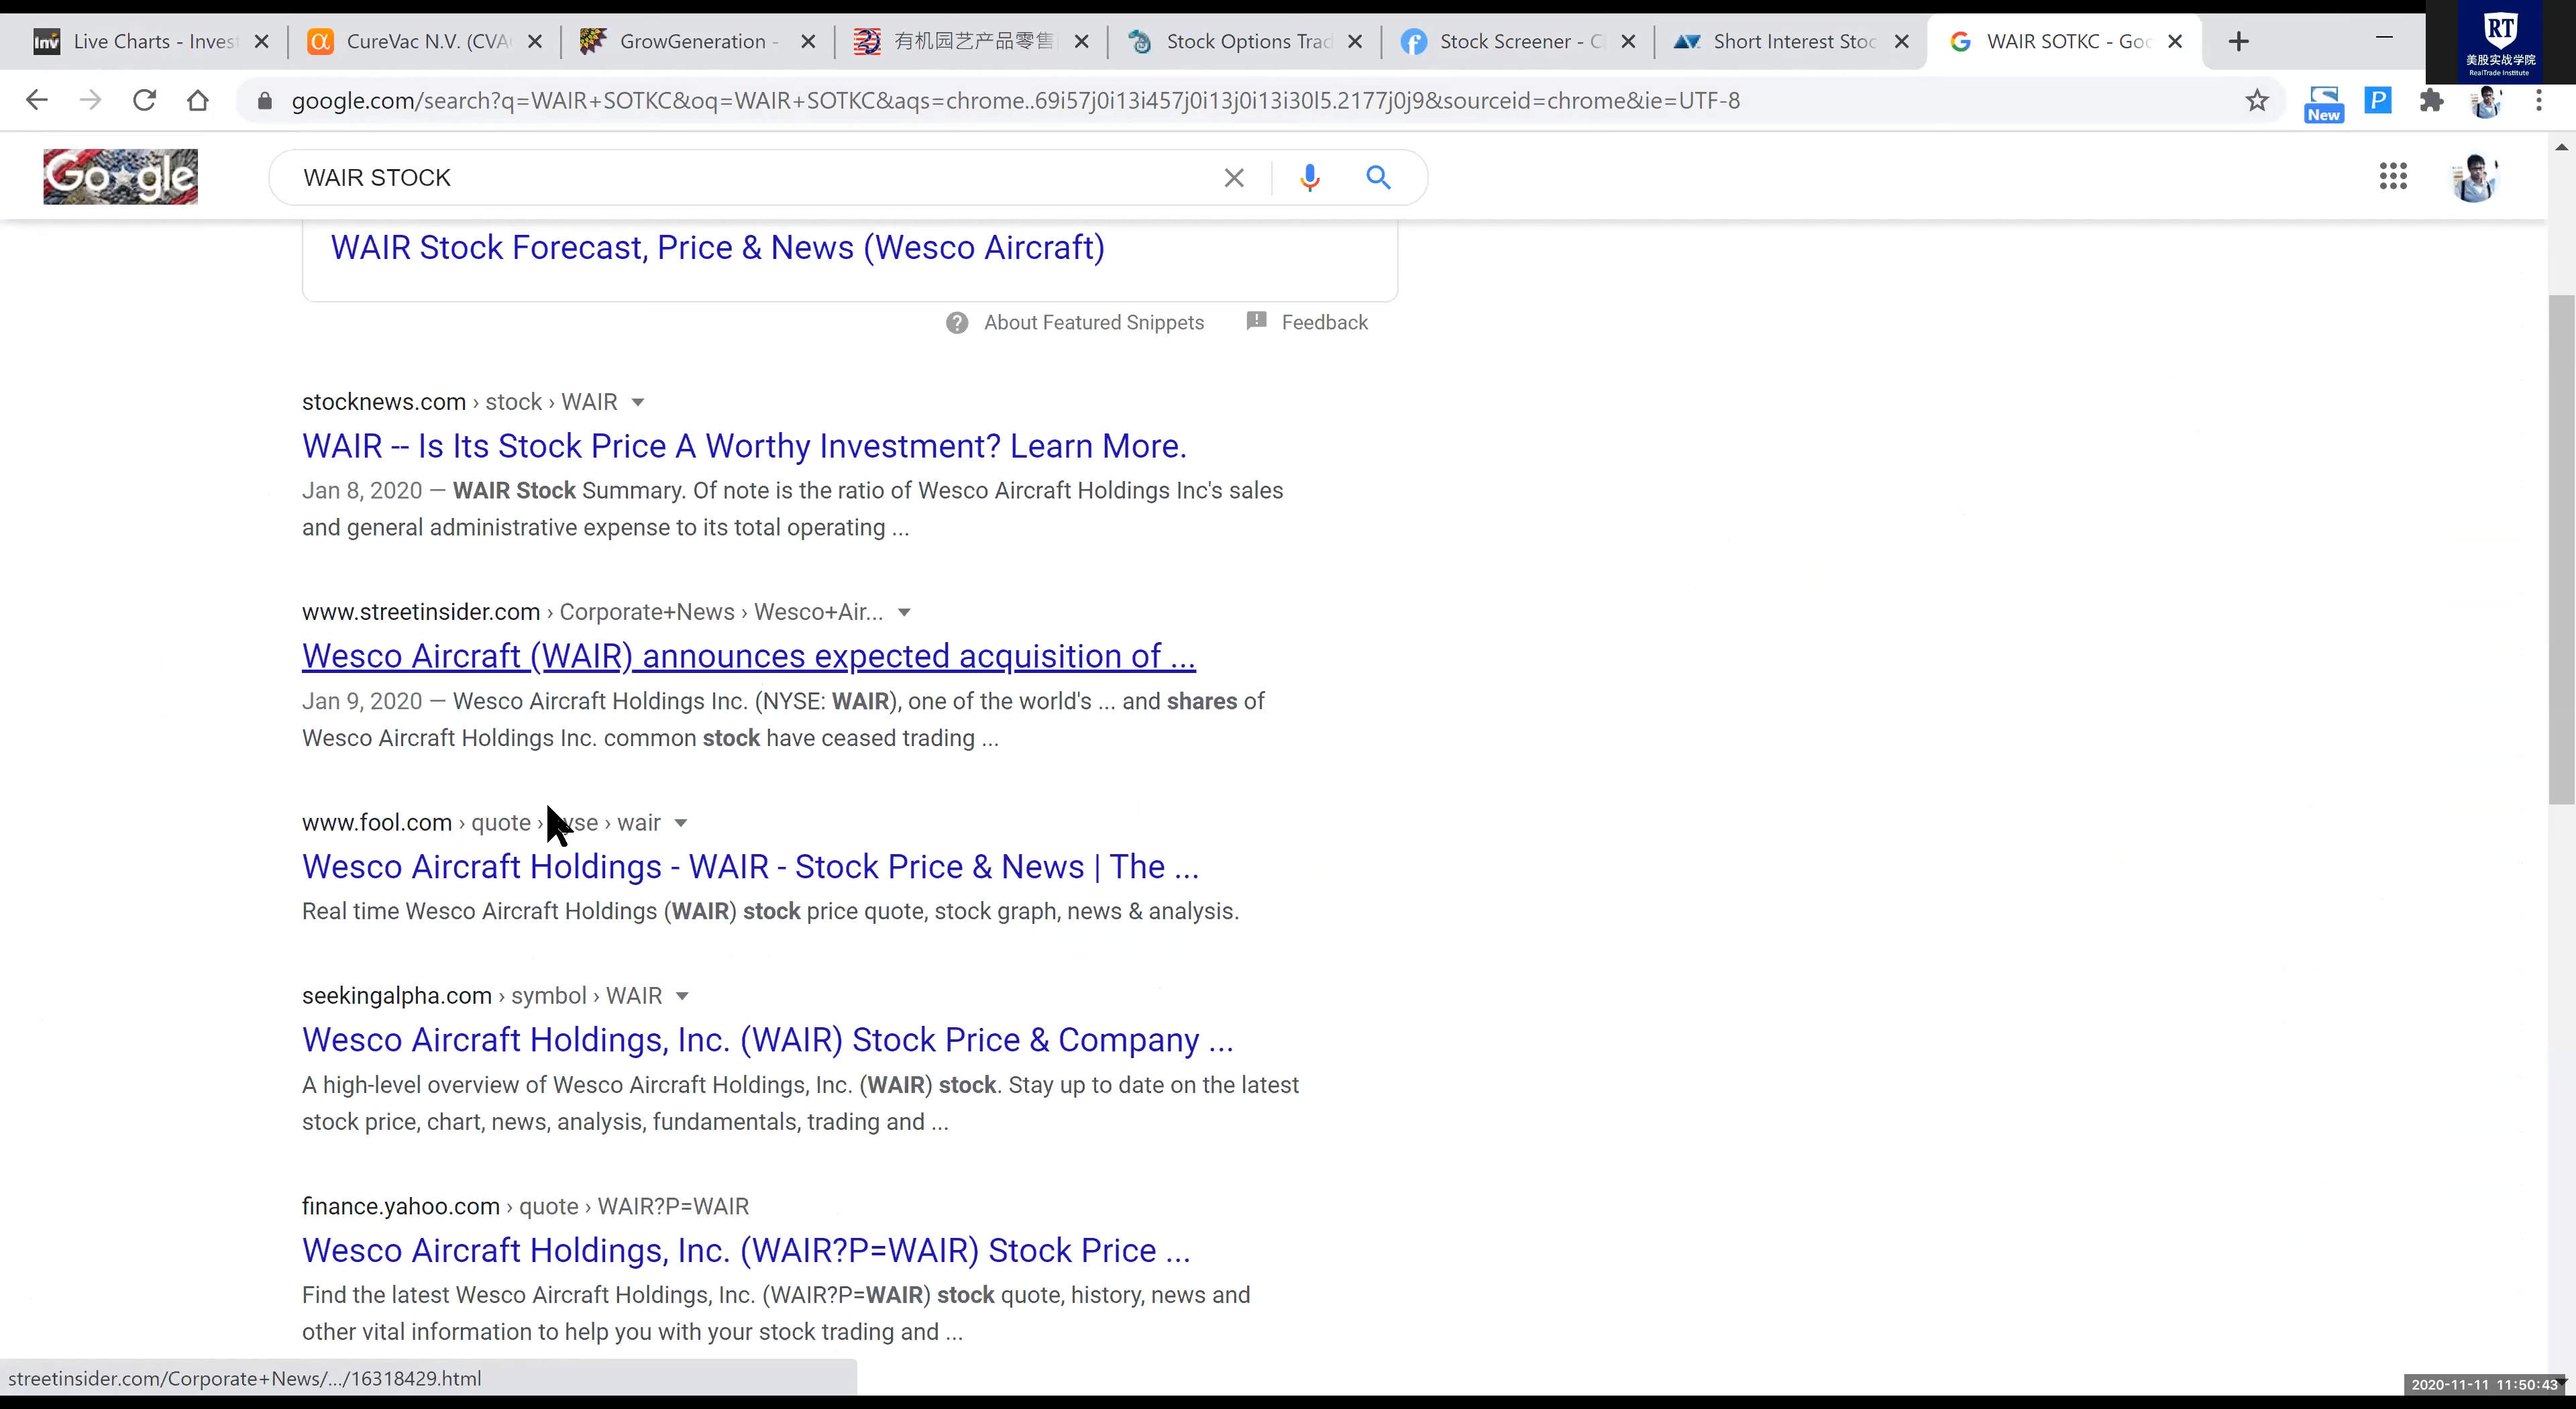 Live Charts - Inves
CureVac N.V. (CVA
GrowGeneration -
有机园艺产品零售
Stock Options Trad
Stock Screener - C
Short Interest Stoc
WAIR SOTKC - Goo
RT
美股实战学院
RealTrade Institute
google.com/search?q=WAIR+SOTKC&oq=WAIR+SOTKC&aqs=chrome..69i57j0i13i457j0i13j0i13i30l5.2177j0j9&sourceid=chrome&ie=UTF-8
New
P
Google
WAIR STOCK
WAIR Stock Forecast, Price & News (Wesco Aircraft)
About Featured Snippets
Feedback
stocknews.com › stock › WAIR
WAIR -- Is Its Stock Price A Worthy Investment? Learn More.
Jan 8, 2020 — WAIR Stock Summary. Of note is the ratio of Wesco Aircraft Holdings Inc's sales
and general administrative expense to its total operating ...
www.streetinsider.com › Corporate+News › Wesco+Air...
Wesco Aircraft (WAIR) announces expected acquisition of ...
Jan 9, 2020 — Wesco Aircraft Holdings Inc. (NYSE: WAIR), one of the world's ... and shares of
Wesco Aircraft Holdings Inc. common stock have ceased trading ...
www.fool.com › quote › yse › wair
Wesco Aircraft Holdings - WAIR - Stock Price & News | The ...
Real time Wesco Aircraft Holdings (WAIR) stock price quote, stock graph, news & analysis.
seekingalpha.com › symbol › WAIR
Wesco Aircraft Holdings, Inc. (WAIR) Stock Price & Company ...
A high-level overview of Wesco Aircraft Holdings, Inc. (WAIR) stock. Stay up to date on the latest
stock price, chart, news, analysis, fundamentals, trading and ...
finance.yahoo.com › quote › WAIR?P=WAIR
Wesco Aircraft Holdings, Inc. (WAIR?P=WAIR) Stock Price ...
Find the latest Wesco Aircraft Holdings, Inc. (WAIR?P=WAIR) stock quote, history, news and
other vital information to help you with your stock trading and ...
streetinsider.com/Corporate+News/.../16318429.html
2020-11-11 11:50:43